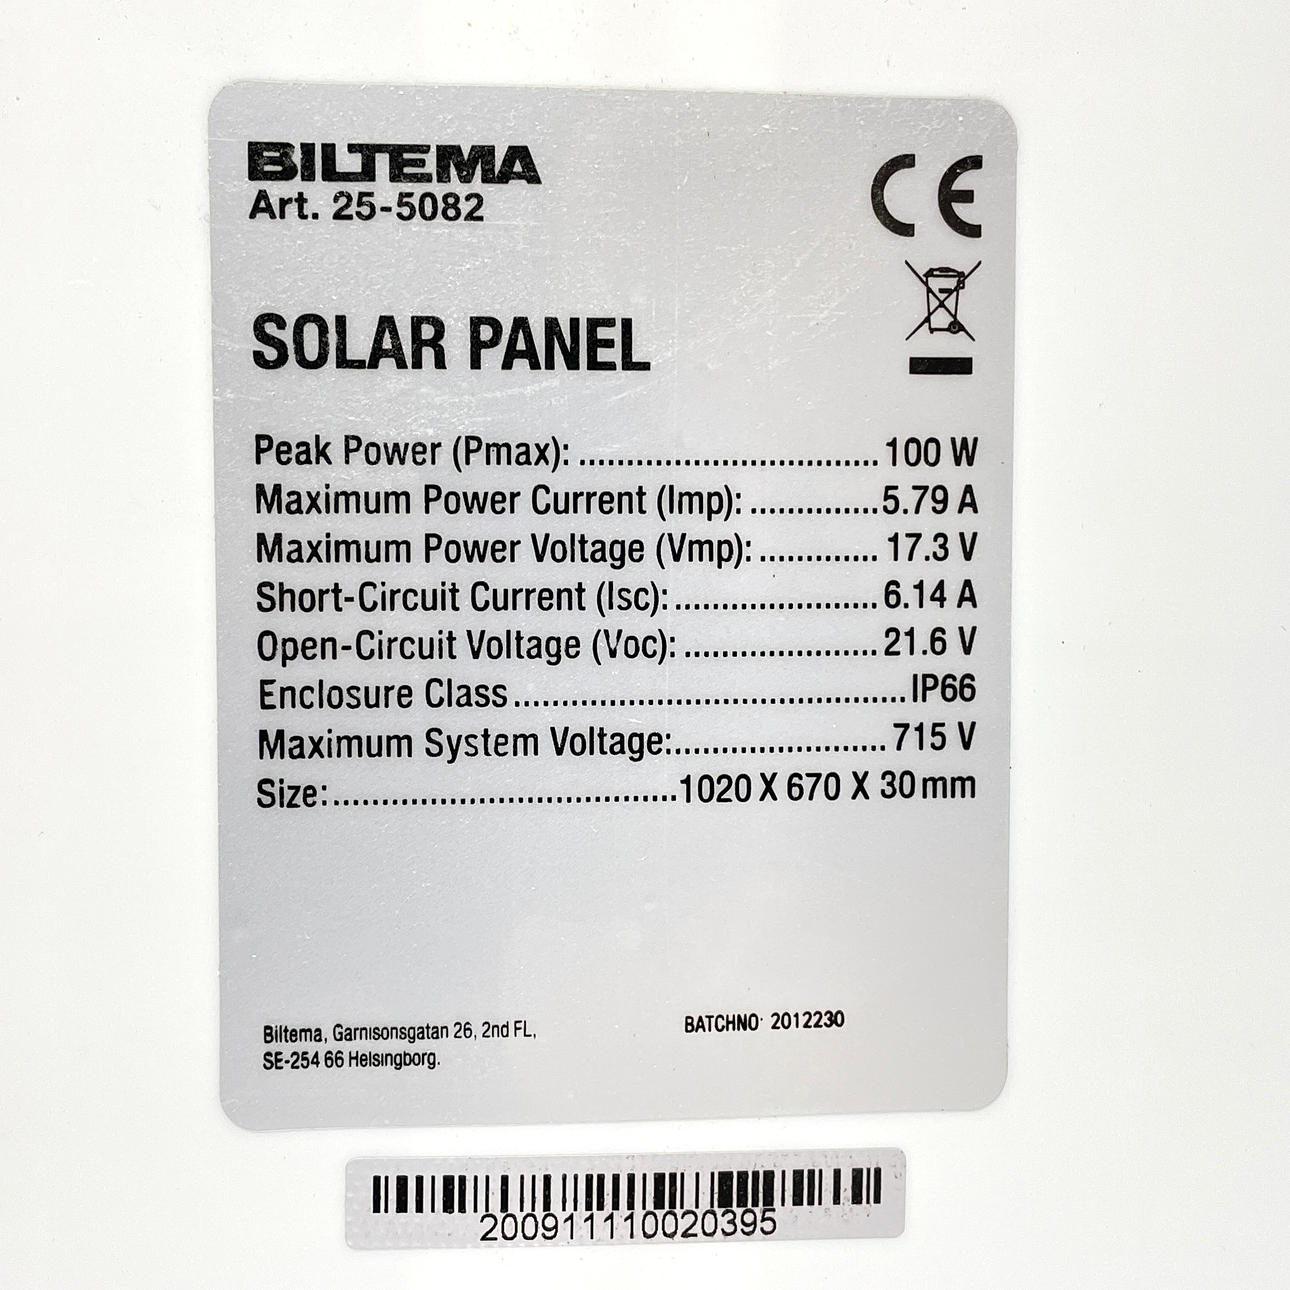 BILTEMA
Art. 25-5082
CE
SOLAR PANEL
Peak Power (Pmax): ................................ 100 W
Maximum Power Current (Imp): ..............5.79 A
Maximum Power Voltage (Vmp): ............. 17.3 V
Short-Circuit Current (Isc): ...................... 6.14 A
Open-Circuit Voltage (Voc): ..................... 21.6 V
Enclosure Class.......................................... IP66
Maximum System Voltage:....................... 715 V
Size:.....................................1020 X 670 X 30 mm
Biltema, Garnisonsgatan 26, 2nd FL,
SE-254 66 Helsingborg.
BATCHNO: 2012230
200911110020395